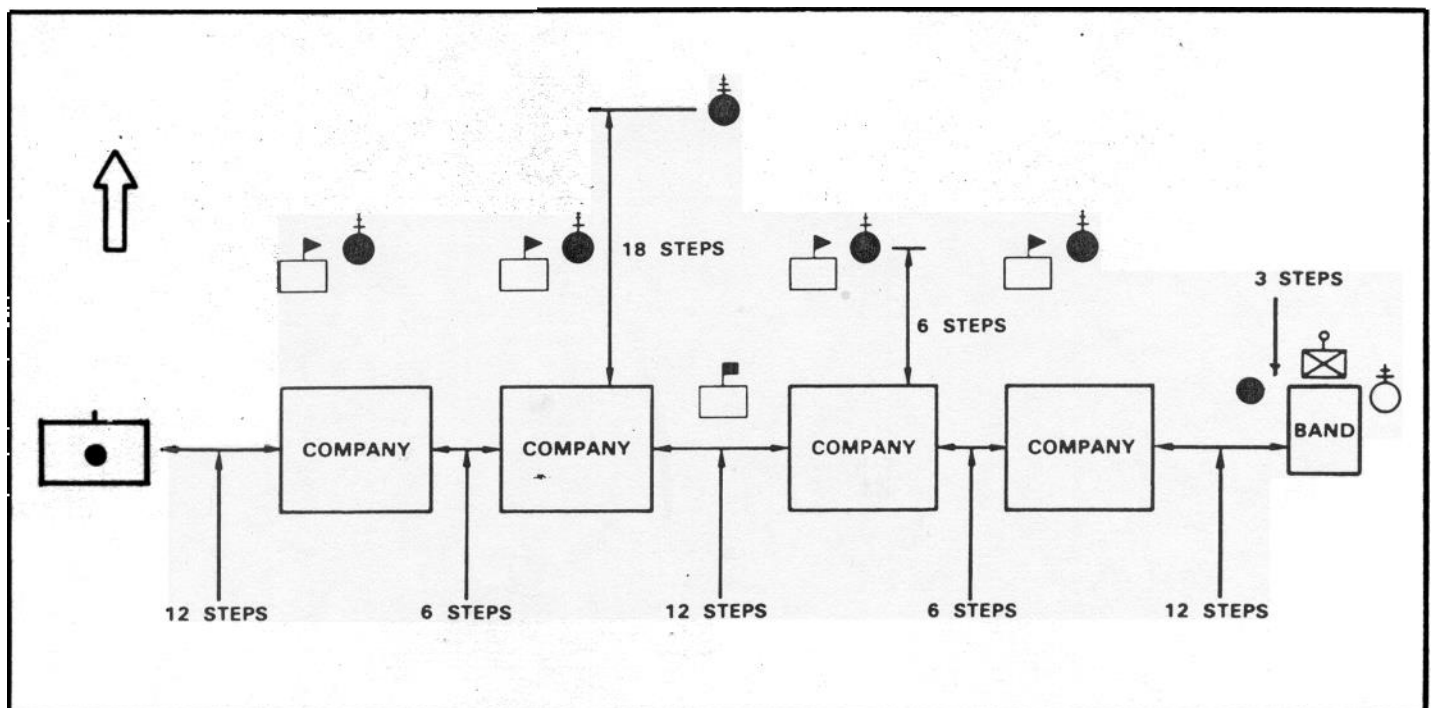 18 STEPS
3 STEPS
6 STEPS
COMPANY
COMPANY
COMPANY
COMPANY
BAND
12 STEPS
6 STEPS
12 STEPS
6 STEPS
12 STEPS